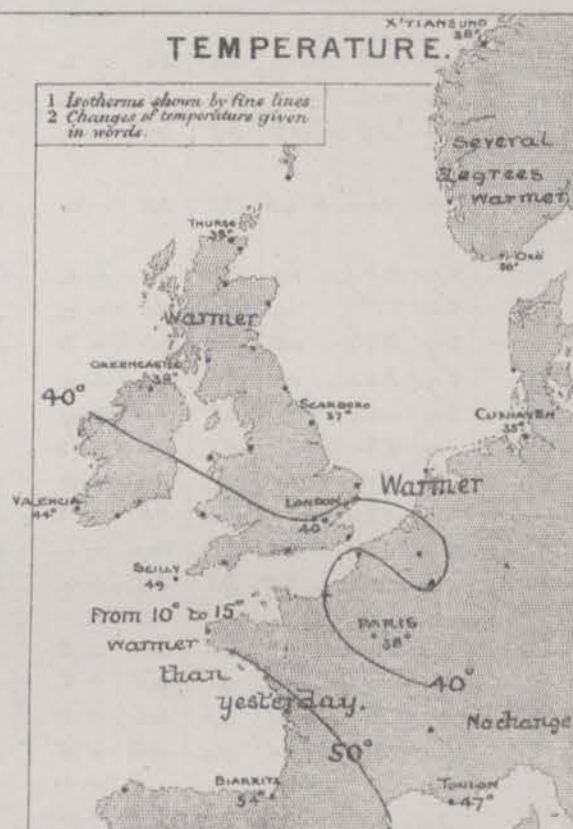 X'TIANSUND
38°
TEMPERATURE.
1 Isotherms shown by fine lines
2 Changes of temperature given
in words.
Several
Degrees
Warmer
THURSO
39°
36°
Warmer
GREENCASTLE
38°
40°
SCARBORO
37°
CUXHAVEN
35°
VALENCIA
44°
LONDON
40
Warmer
SCILLY
49
From 10° to 15°
warmer
than
yesterday.
PARIS
38°
40°
No change
50°
BIARRITZ
54°
TOULON
47°